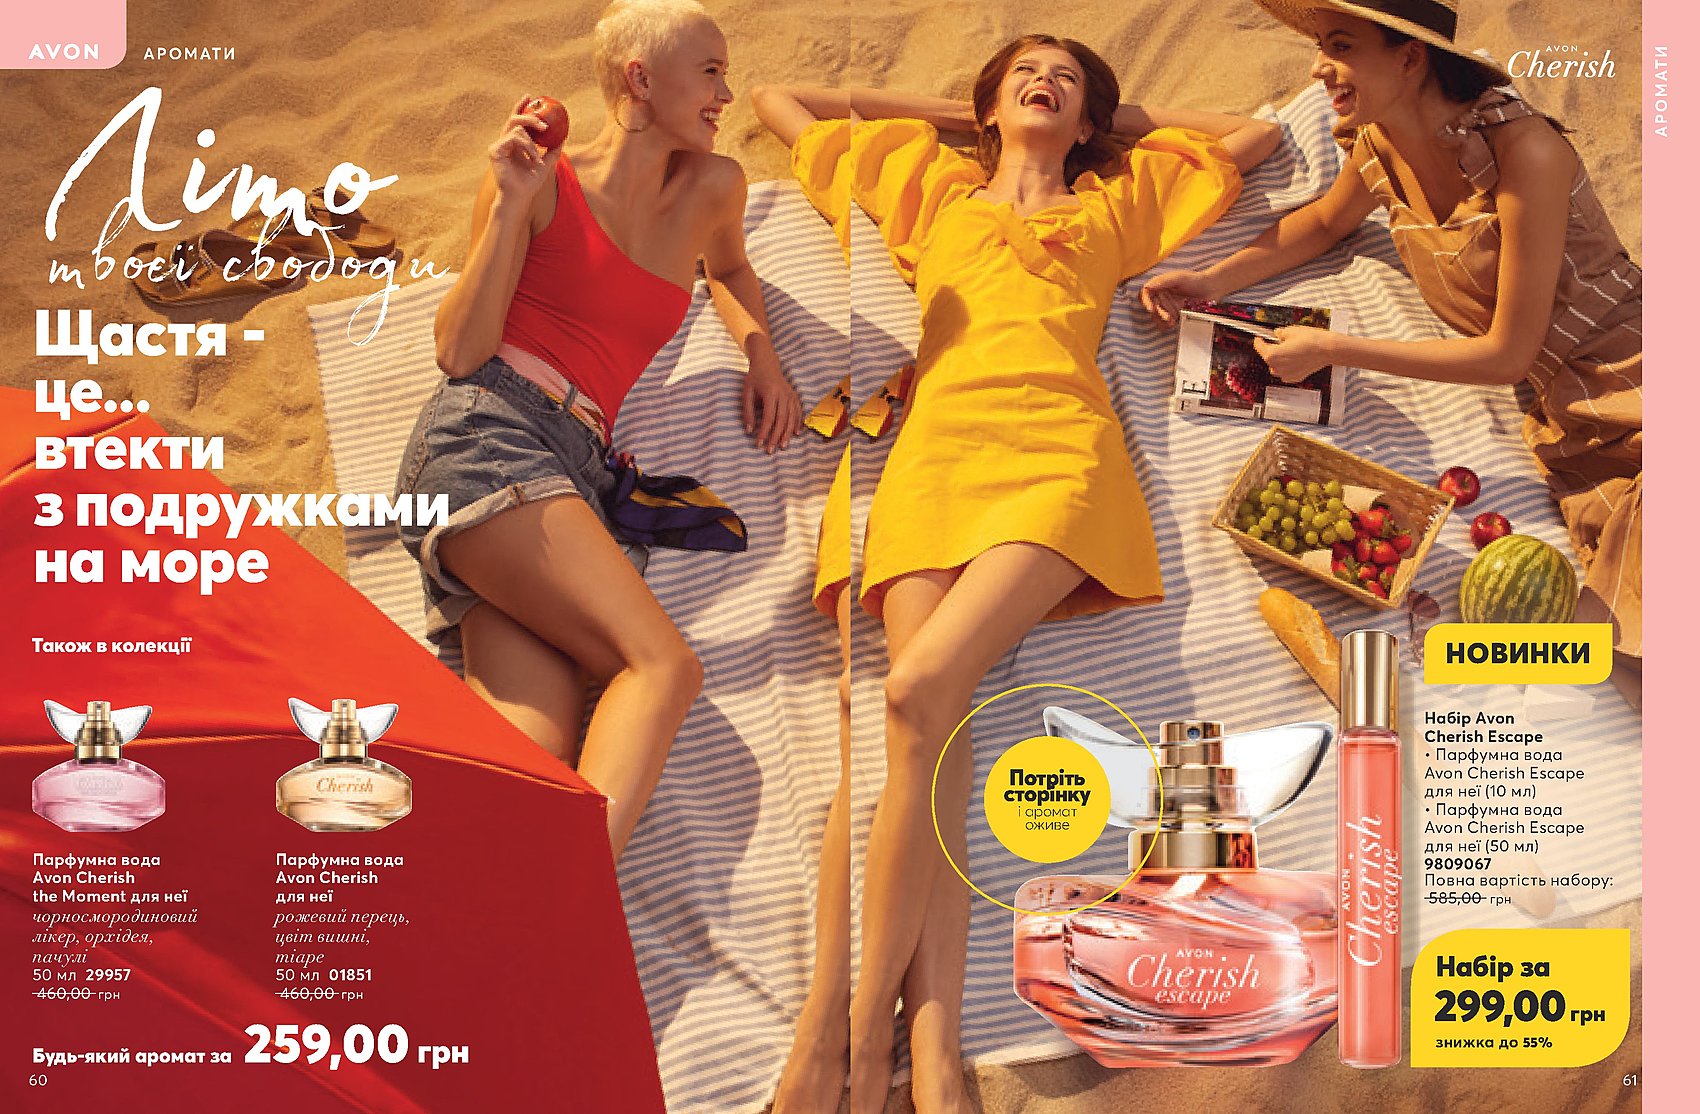 AVON
АРОМАТИ
Літо
твоєї свободи
Щастя -
це...
втекти
з подружками
на море
Також в колекції
Cherish
Парфумна вода
Avon Cherish
the Moment для неї
чорносмородиновий
лікер, орхідея,
пачулі
50 мл 29957
460,00 грн
Парфумна вода
Avon Cherish
для неї
рожевий перець,
цвіт вишні,
тіаре
50 мл 01851
460,00 грн
Будь-який аромат за 259,00 грн
60
AVON
Cherish
АРОМАТИ
НОВИНКИ
Набір Avon
Cherish Escape
• Парфумна вода
Avon Cherish Escape
для неї (10 мл)
• Парфумна вода
Avon Cherish Escape
для неї (50 мл)
9809067
Повна вартість набору:
585,00 грн
Потріть
сторінку
і аромат
оживе
AVON
Cherish
escape
AVON
Cherish
escape
Набір за
299,00 грн
знижка до 55%
61